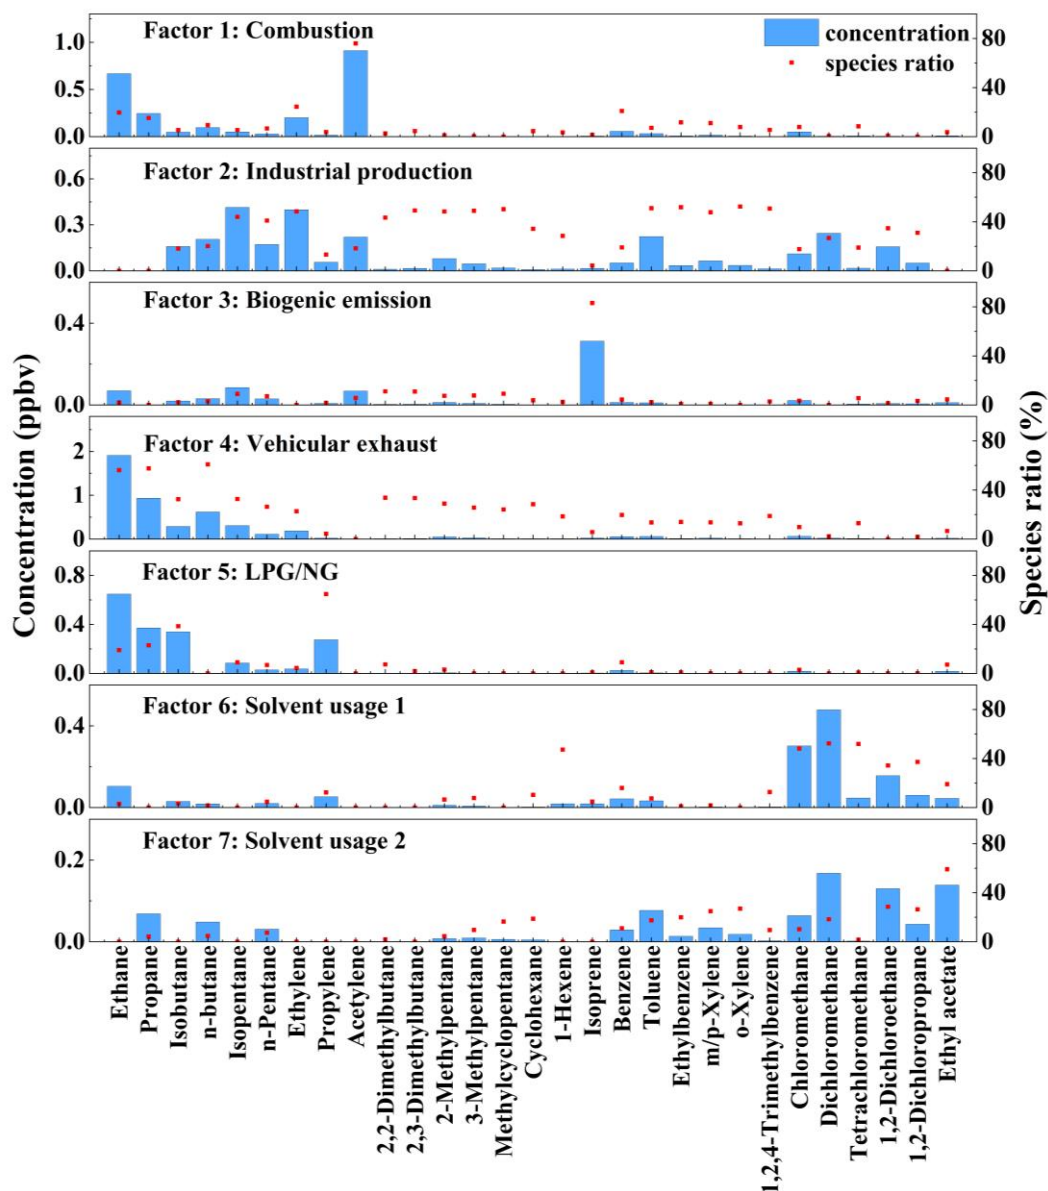 Factor 1: Combustion
concentration
species ratio
1.0
0.5
0.0
80
40
0
Factor 2: Industrial production
0.6
0.3
0.0
80
40
0
Factor 3: Biogenic emission
0.4
0.0
80
40
0
Factor 4: Vehicular exhaust
2
1
0
80
40
0
Factor 5: LPG/NG
0.8
0.4
0.0
80
40
0
Factor 6: Solvent usage 1
0.4
0.0
80
40
0
Factor 7: Solvent usage 2
0.2
0.0
80
40
0
Concentration (ppbv)
Species ratio (%)
Ethane
Propane
Isobutane
n-butane
Isopentane
n-Pentane
Ethylene
Propylene
Acetylene
2,2-Dimethylbutane
2,3-Dimethylbutane
2-Methylpentane
3-Methylpentane
Methylcyclopentane
Cyclohexane
1-Hexene
Isoprene
Benzene
Toluene
Ethylbenzene
m/p-Xylene
o-Xylene
1,2,4-Trimethylbenzene
Chloromethane
Dichloromethane
Tetrachloromethane
1,2-Dichloroethane
1,2-Dichloropropane
Ethyl acetate